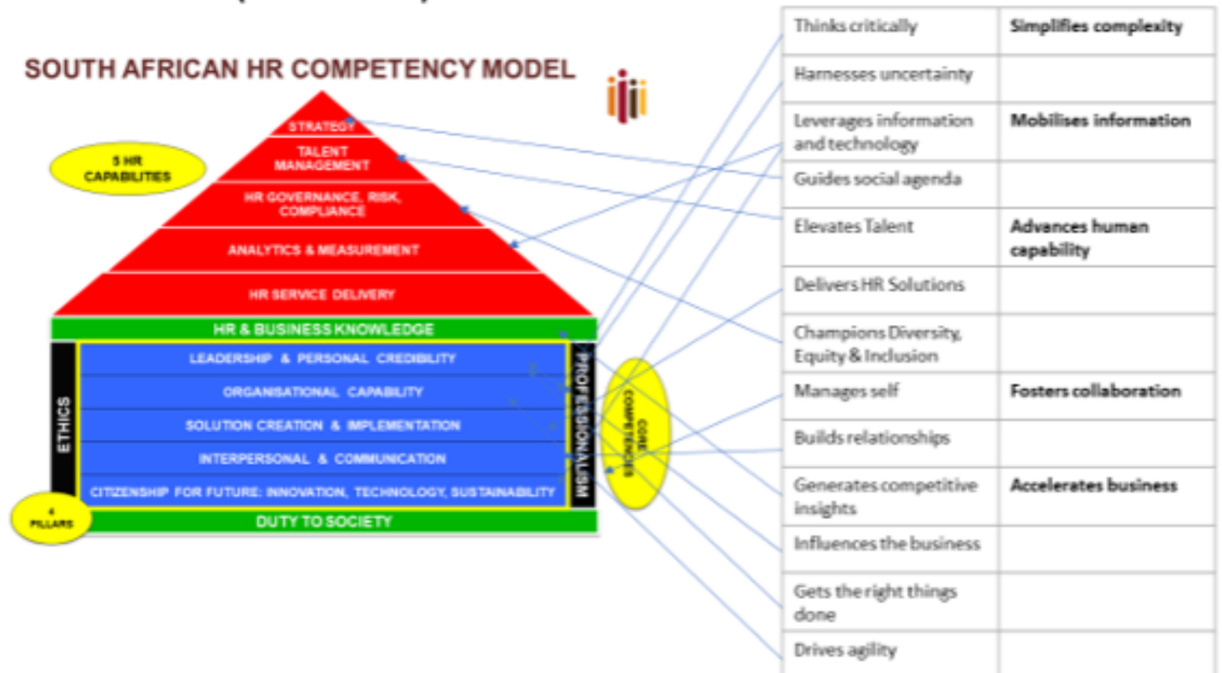 SOUTH AFRICAN HR COMPETENCY MODEL
5 HR
CAPABILITIES
STRATEGY
TALENT
MANAGEMENT
HR GOVERNANCE, RISK,
COMPLIANCE
ANALYTICS & MEASUREMENT
HR SERVICE DELIVERY
HR & BUSINESS KNOWLEDGE
ETHICS
LEADERSHIP & PERSONAL CREDIBILITY
ORGANISATIONAL CAPABILITY
SOLUTION CREATION & IMPLEMENTATION
INTERPERSONAL & COMMUNICATION
CITIZENSHIP FOR FUTURE: INNOVATION, TECHNOLOGY, SUSTAINABILITY
PROFESSIONALISM
CORE
COMPETENCIES
4
PILLARS
DUTY TO SOCIETY
Thinks critically
Simplifies complexity
Harnesses uncertainty
Leverages information
and technology
Mobilises information
Guides social agenda
Elevates Talent
Advances human
capability
Delivers HR Solutions
Champions Diversity,
Equity & Inclusion
Manages self
Fosters collaboration
Builds relationships
Generates competitive
insights
Accelerates business
Influences the business
Gets the right things
done
Drives agility